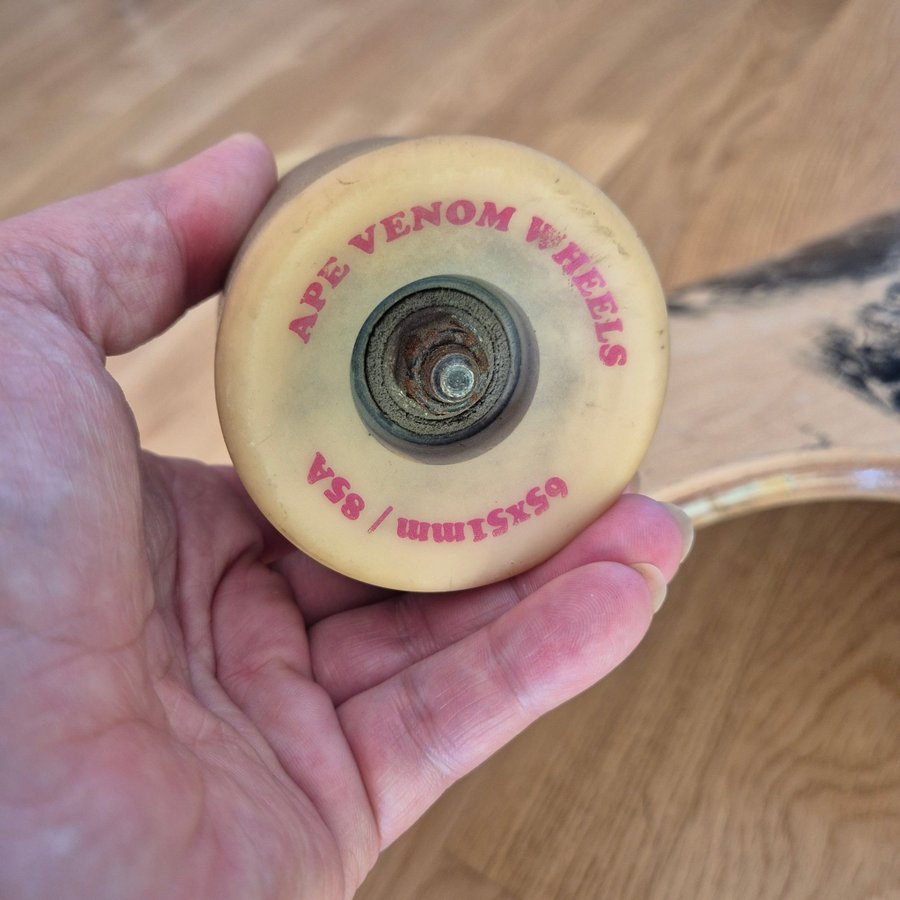 APE VENOM WHEELS
65x51mm / 85A